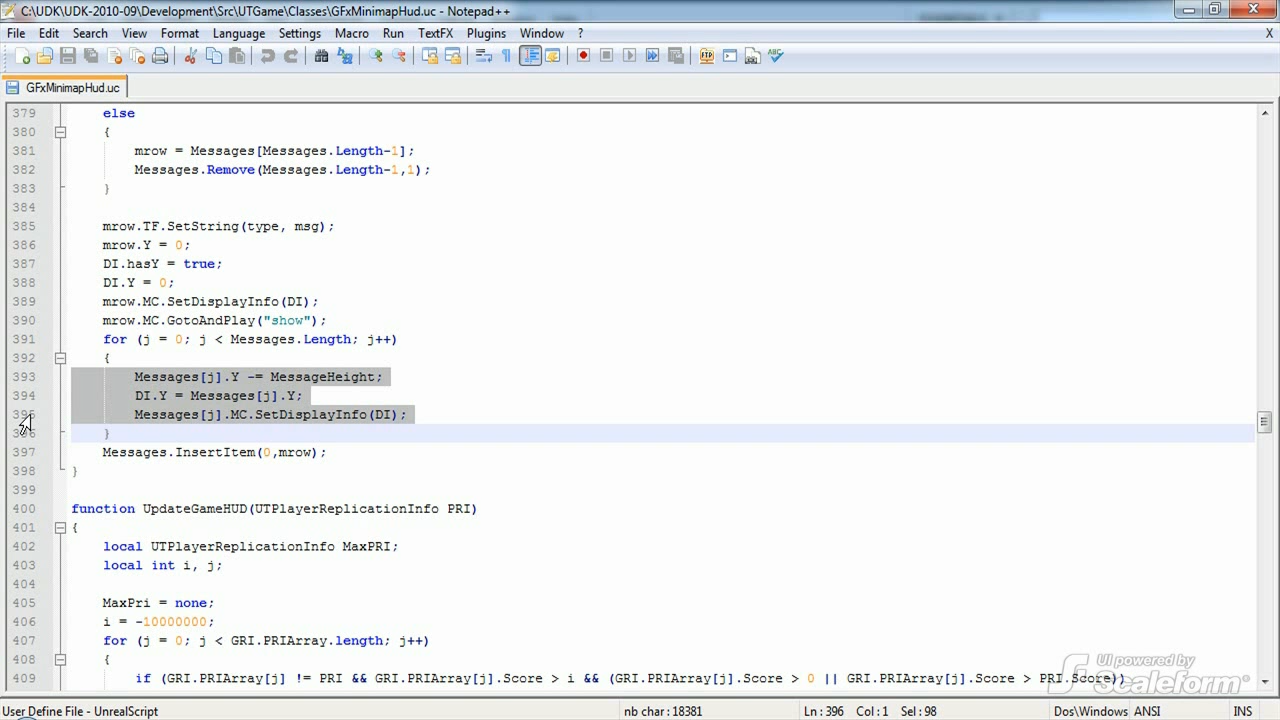 C:\UDK\UDK-2010-09\Development\Src\UTGame\Classes\GFxMinimapHud.uc - Notepad++
File Edit Search View Format Language Settings Macro Run TextFX Plugins Window ? X
GFxMinimapHud.uc
379 else
380 {
381 mrow = Messages[Messages.Length-1];
382 Messages.Remove(Messages.Length-1,1);
383 }
384
385 mrow.TF.SetString(type, msg);
386 mrow.Y = 0;
387 DI.hasY = true;
388 DI.Y = 0;
389 mrow.MC.SetDisplayInfo(DI);
390 mrow.MC.GotoAndPlay("show");
391 for (j = 0; j < Messages.Length; j++)
392 {
393 Messages[j].Y -= MessageHeight;
394 DI.Y = Messages[j].Y;
395 Messages[j].MC.SetDisplayInfo(DI);
396 }
397 Messages.InsertItem(0,mrow);
398 }
399
400 function UpdateGameHUD(UTPlayerReplicationInfo PRI)
401 {
402 local UTPlayerReplicationInfo MaxPRI;
403 local int i, j;
404
405 MaxPri = none;
406 i = -10000000;
407 for (j = 0; j < GRI.PRIArray.length; j++)
408 {
409 if (GRI.PRIArray[j] != PRI && GRI.PRIArray[j].Score > i && (GRI.PRIArray[j].Score > 0 || GRI.PRIArray[j].Score > PRI.Score))
UI powered by
Scaleform
User Define File - UnrealScript nb char : 18381 Ln : 396 Col : 1 Sel : 98 Dos\Windows ANSI INS